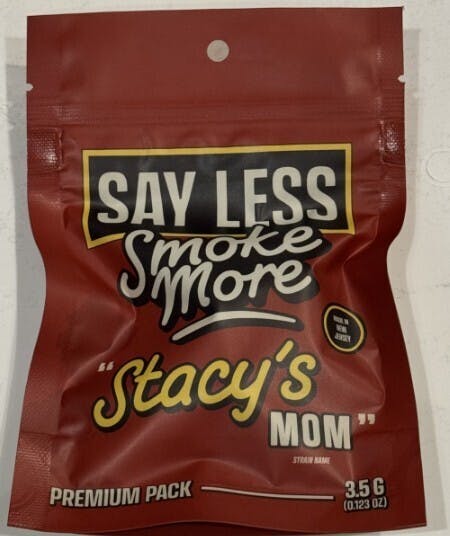 SAY LESS
Smoke
More
MADE IN
NEW
JERSEY
"Stacy's
MOM"
STRAIN NAME
PREMIUM PACK
3.5 G
(0.123 OZ)